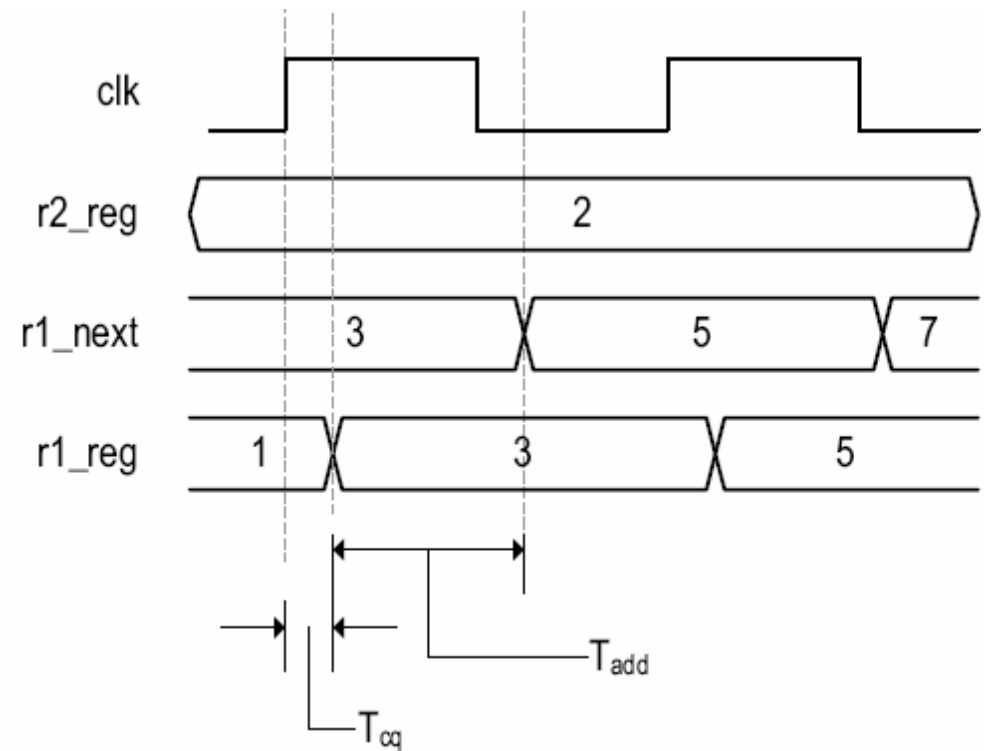 clk
r2_reg 2
r1_next 3 5 7
r1_reg 1 3 5
Tadd
Tcq